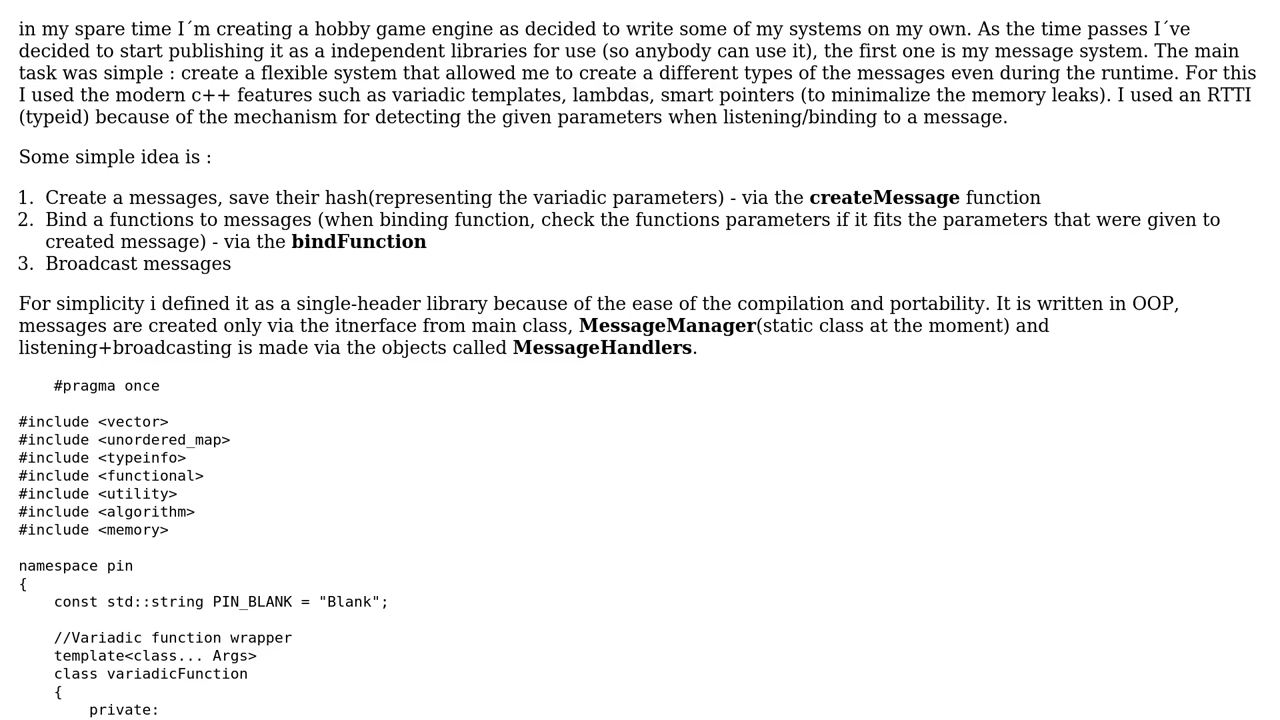 in my spare time I´m creating a hobby game engine as decided to write some of my systems on my own. As the time passes I´ve
decided to start publishing it as a independent libraries for use (so anybody can use it), the first one is my message system. The main
task was simple : create a flexible system that allowed me to create a different types of the messages even during the runtime. For this
I used the modern c++ features such as variadic templates, lambdas, smart pointers (to minimalize the memory leaks). I used an RTTI
(typeid) because of the mechanism for detecting the given parameters when listening/binding to a message.
Some simple idea is :
1. Create a messages, save their hash(representing the variadic parameters) - via the createMessage function
2. Bind a functions to messages (when binding function, check the functions parameters if it fits the parameters that were given to
created message) - via the bindFunction
3. Broadcast messages
For simplicity i defined it as a single-header library because of the ease of the compilation and portability. It is written in OOP,
messages are created only via the itnerface from main class, MessageManager(static class at the moment) and
listening+broadcasting is made via the objects called MessageHandlers.
#pragma once
#include <vector>
#include <unordered_map>
#include <typeinfo>
#include <functional>
#include <utility>
#include <algorithm>
#include <memory>
namespace pin
{
const std::string PIN_BLANK = "Blank";
//Variadic function wrapper
template<class... Args>
class variadicFunction
{
private: